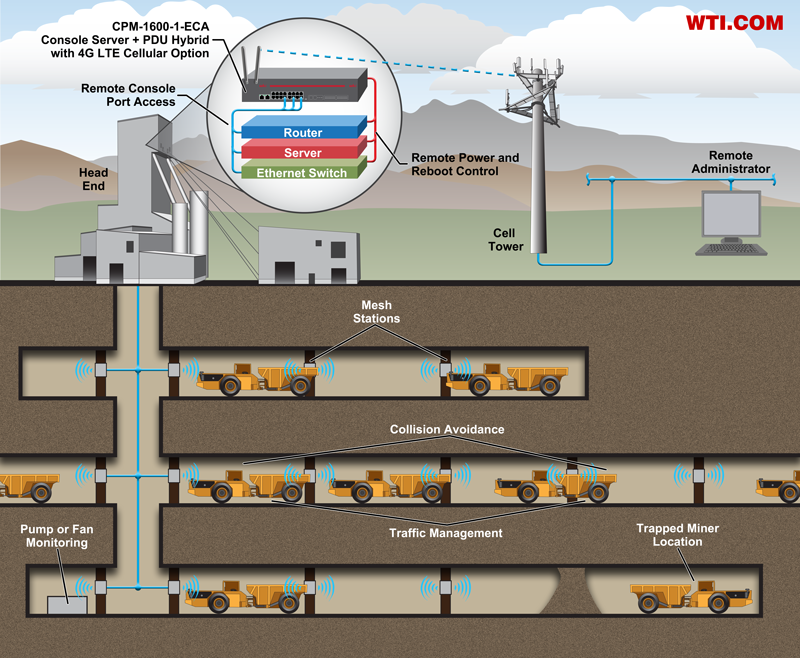 WTI.COM
CPM-1600-1-ECA
Console Server + PDU Hybrid
with 4G LTE Cellular Option
Remote Console
Port Access
Router
Server
Ethernet Switch
Remote Power and
Reboot Control
Remote
Administrator
Head
End
Cell
Tower
Mesh
Stations
Collision Avoidance
Traffic Management
Pump or Fan
Monitoring
Trapped Miner
Location